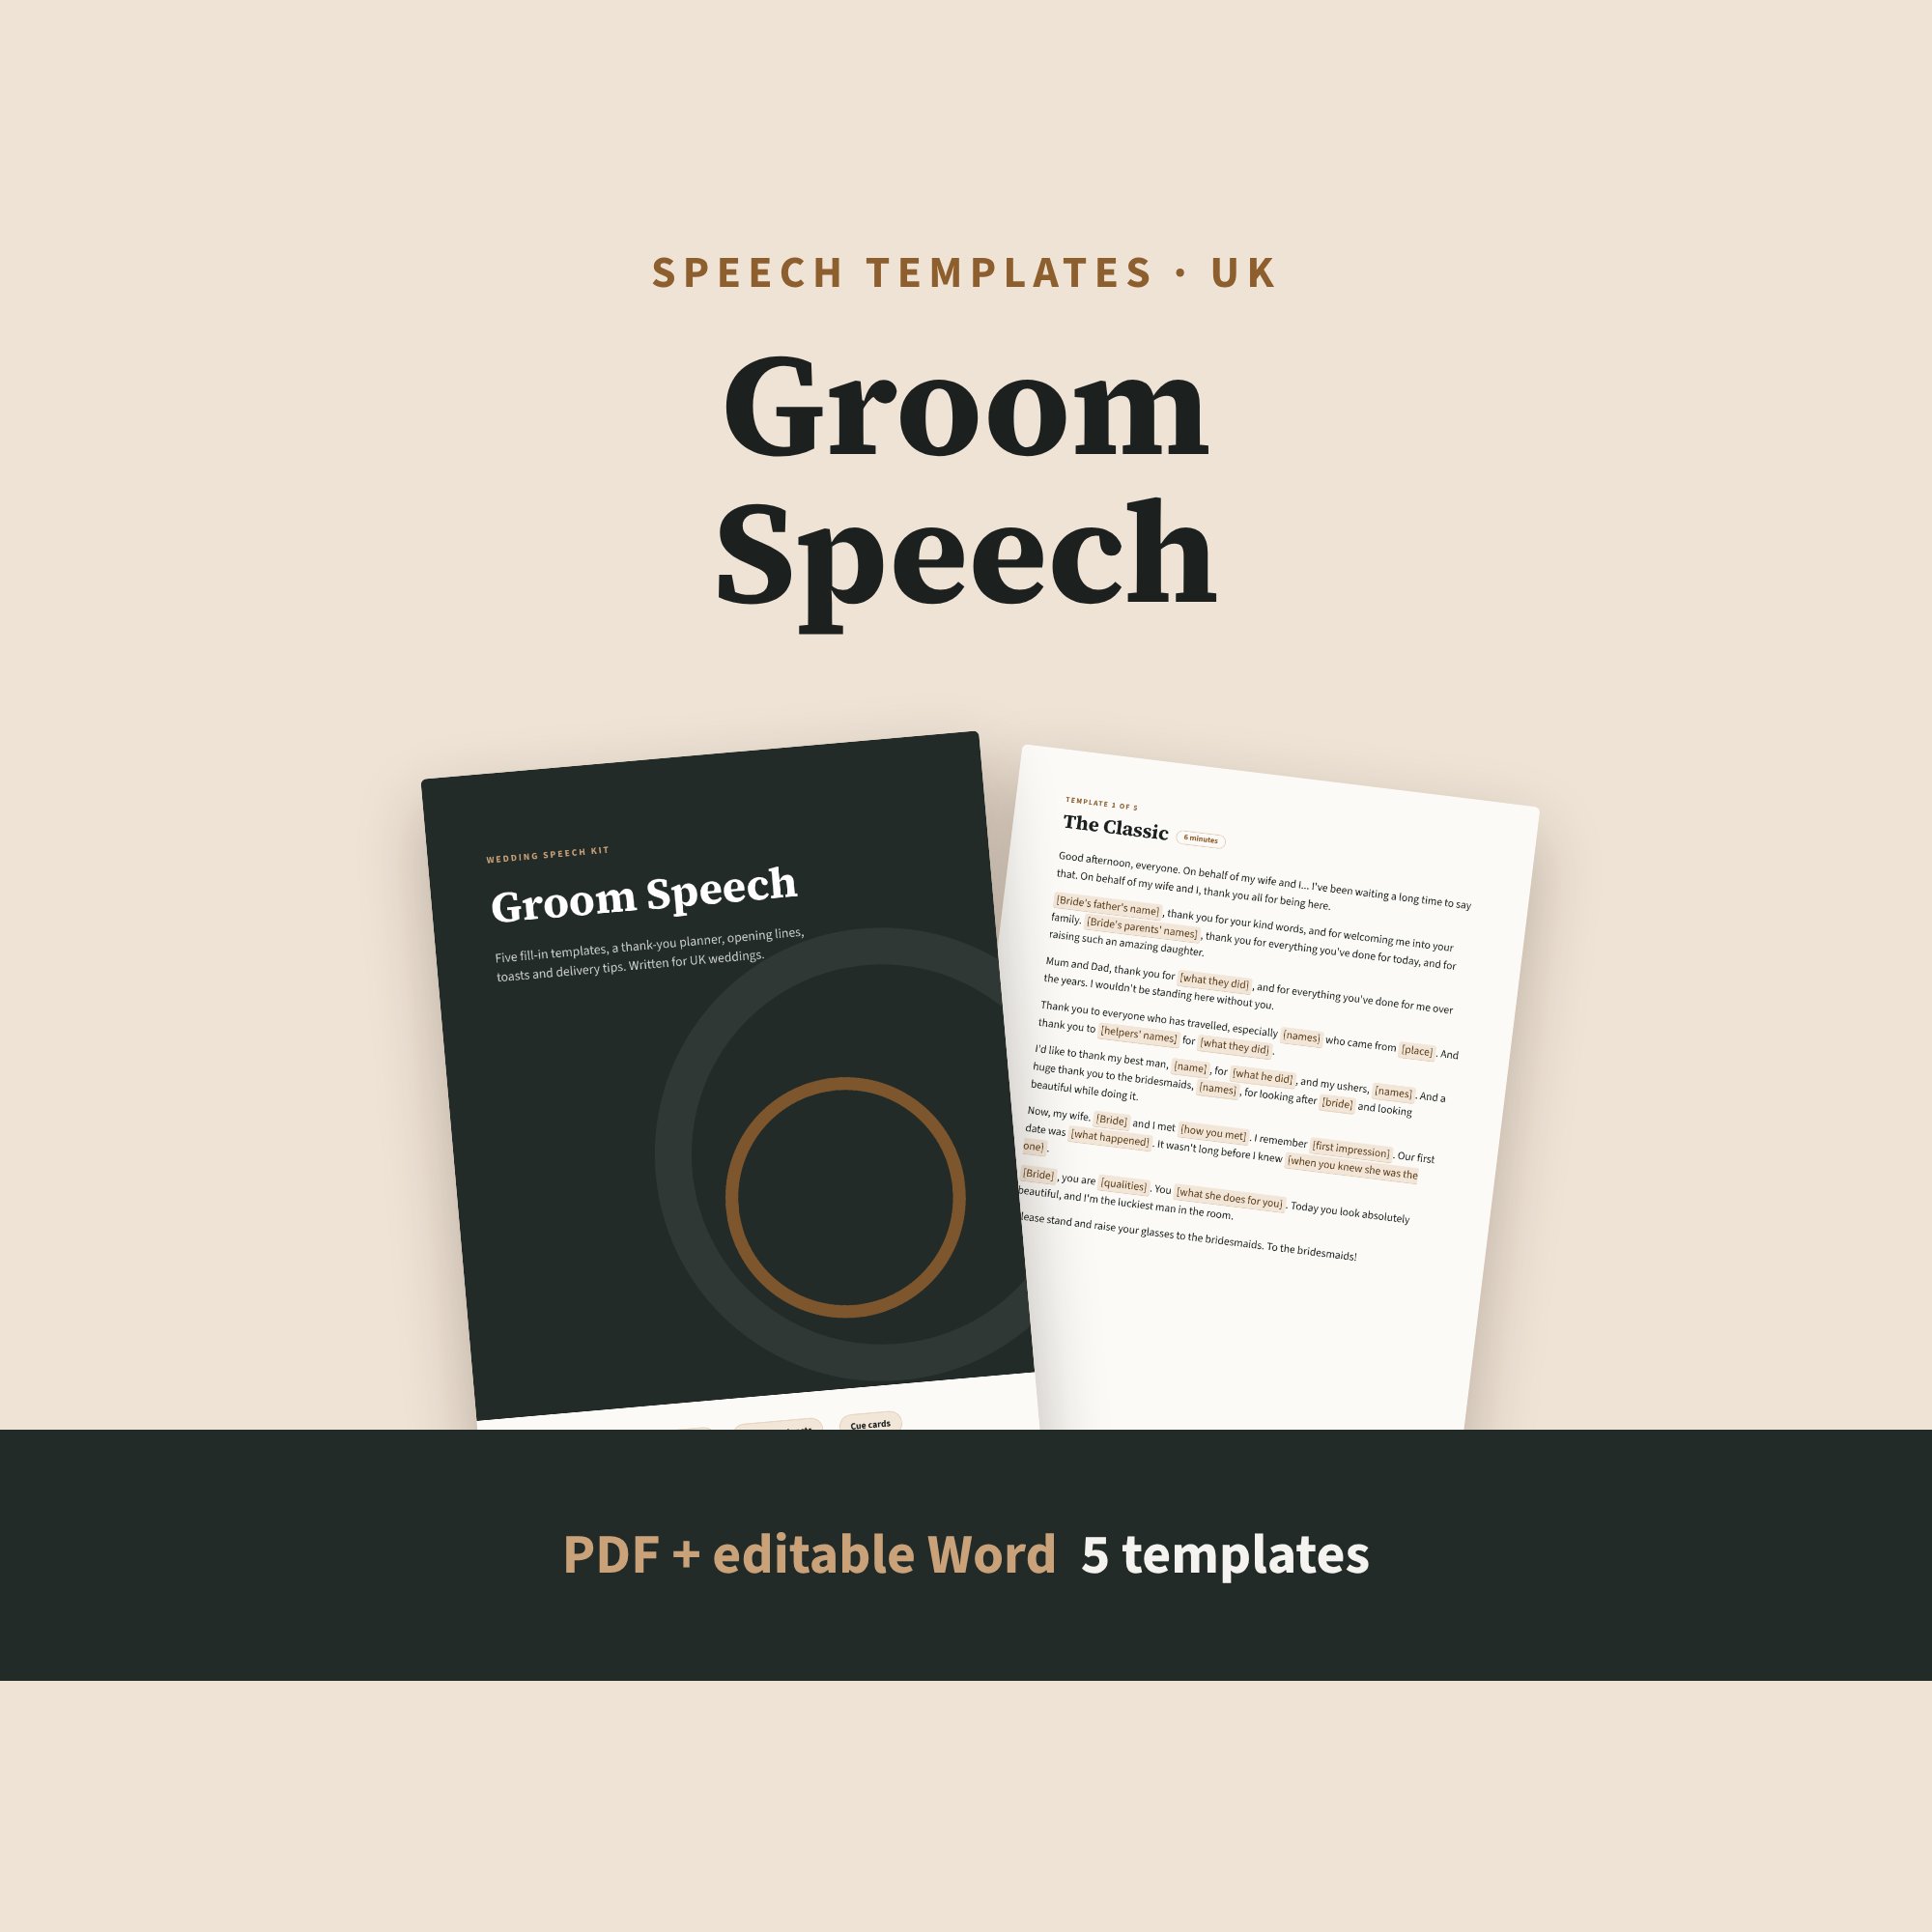 SPEECH TEMPLATES · UK
Groom
Speech
WEDDING SPEECH KIT
Groom Speech
Five fill-in templates, a thank-you planner, opening lines,
toasts and delivery tips. Written for UK weddings.
Cue cards
TEMPLATE 1 OF 5
The Classic 6 minutes
Good afternoon, everyone. On behalf of my wife and I... I've been waiting a long time to say
that. On behalf of my wife and I, thank you all for being here.
[Bride's father's name], thank you for your kind words, and for welcoming me into your
family. [Bride's parents' names], thank you for everything you've done for today, and for
raising such an amazing daughter.
Mum and Dad, thank you for [what they did], and for everything you've done for me over
the years. I wouldn't be standing here without you.
Thank you to everyone who has travelled, especially [names] who came from [place]. And
thank you to [helpers' names] for [what they did].
I'd like to thank my best man, [name], for [what he did], and my ushers, [names]. And a
huge thank you to the bridesmaids, [names], for looking after [bride] and looking
beautiful while doing it.
Now, my wife. [Bride] and I met [how you met]. I remember [first impression]. Our first
date was [what happened]. It wasn't long before I knew [when you knew she was the
one].
[Bride], you are [qualities]. You [what she does for you]. Today you look absolutely
beautiful, and I'm the luckiest man in the room.
lease stand and raise your glasses to the bridesmaids. To the bridesmaids!
PDF + editable Word 5 templates